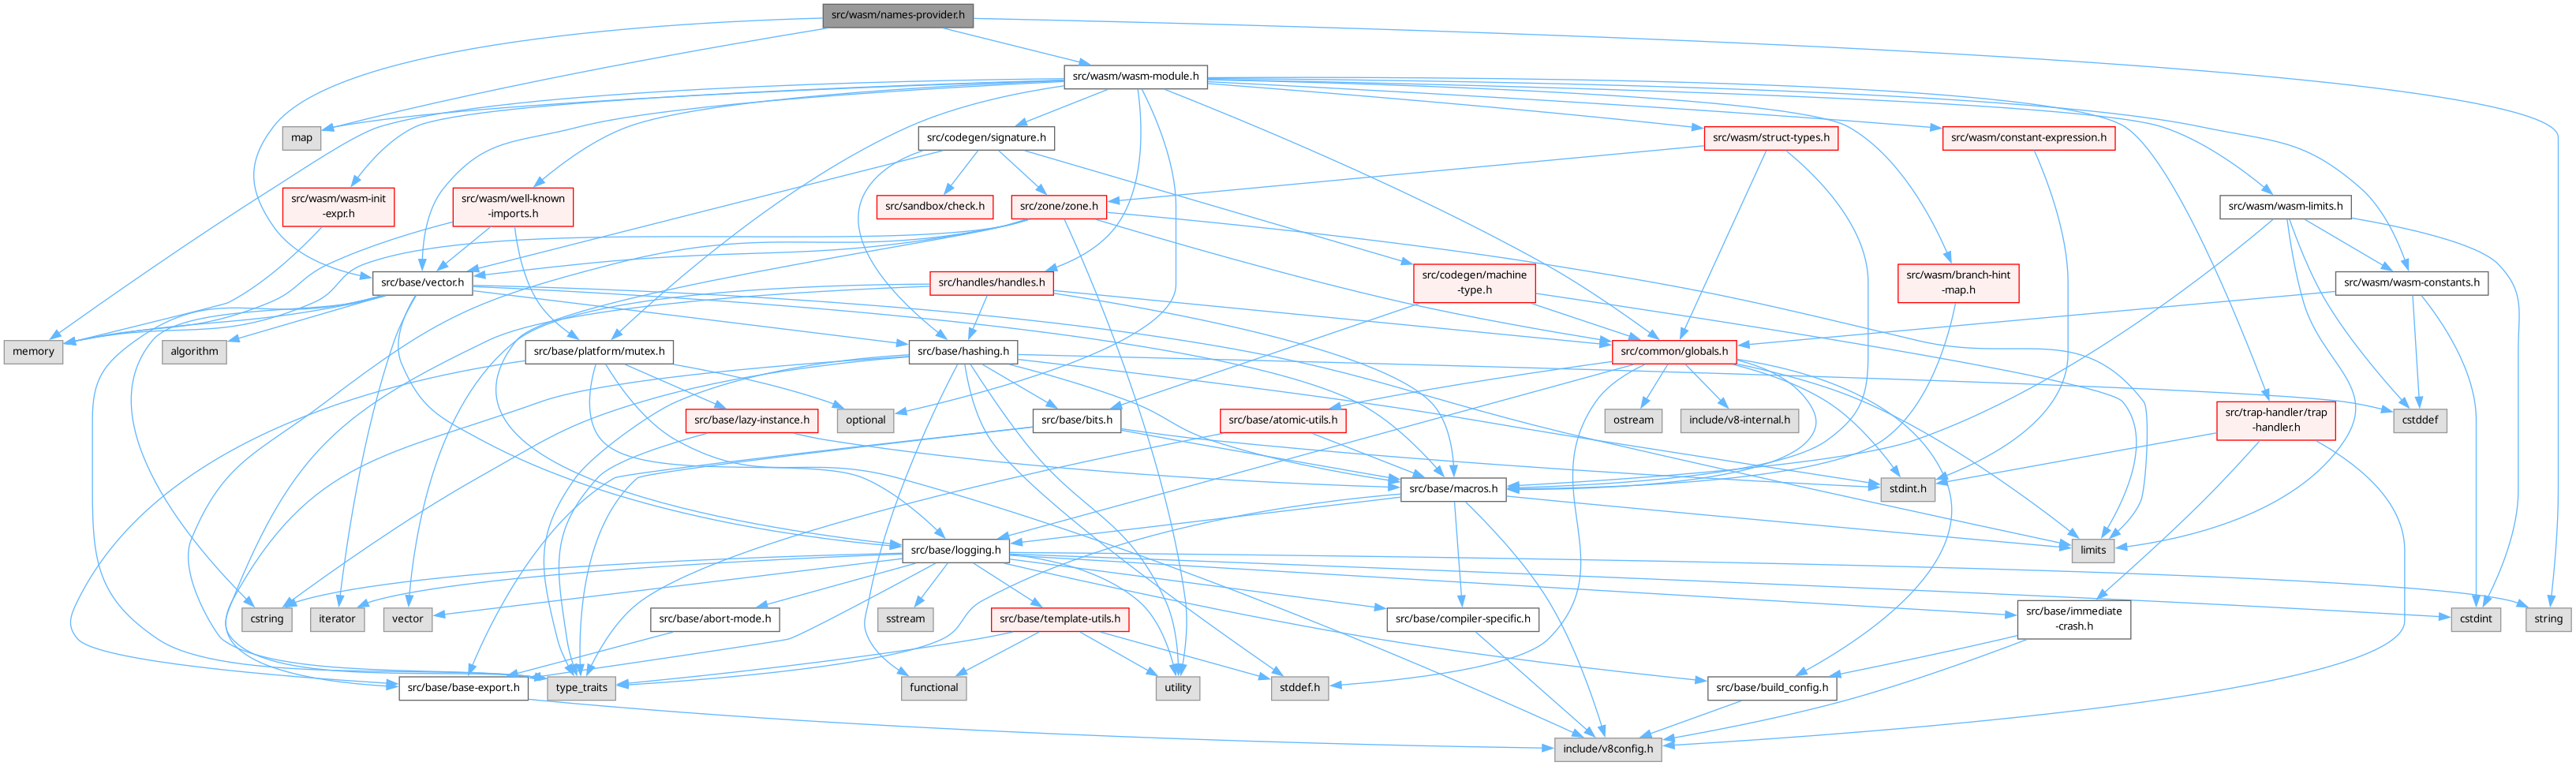 src/wasm/names-provider.h
src/wasm/wasm-module.h
map
src/codegen/signature.h
src/wasm/struct-types.h
src/wasm/constant-expression.h
src/wasm/wasm-init
-expr.h
src/wasm/well-known
-imports.h
src/sandbox/check.h
src/zone/zone.h
src/wasm/wasm-limits.h
src/base/vector.h
src/handles/handles.h
src/codegen/machine
-type.h
src/wasm/branch-hint
-map.h
src/wasm/wasm-constants.h
memory
algorithm
src/base/platform/mutex.h
src/base/hashing.h
src/common/globals.h
src/base/lazy-instance.h
optional
src/base/bits.h
src/base/atomic-utils.h
ostream
include/v8-internal.h
src/trap-handler/trap
-handler.h
cstddef
src/base/macros.h
stdint.h
src/base/logging.h
limits
cstring
iterator
vector
src/base/abort-mode.h
sstream
src/base/template-utils.h
src/base/compiler-specific.h
src/base/immediate
-crash.h
cstdint
string
src/base/base-export.h
type_traits
functional
utility
stddef.h
src/base/build_config.h
include/v8config.h